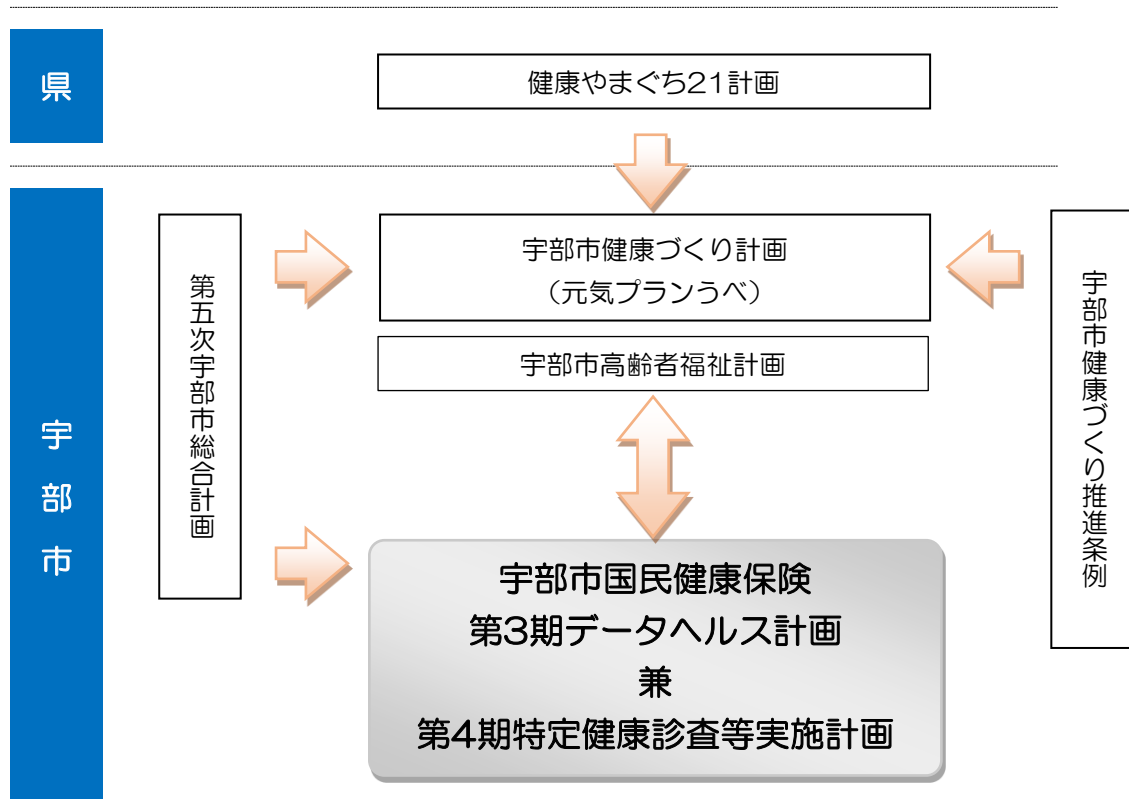 県
健康やまぐち21計画
宇部市
第五次宇部市総合計画
宇部市健康づくり計画
（元気プランうべ）
宇部市高齢者福祉計画
宇部市健康づくり推進条例
宇部市国民健康保険
第3期データヘルス計画
兼
第4期特定健康診査等実施計画